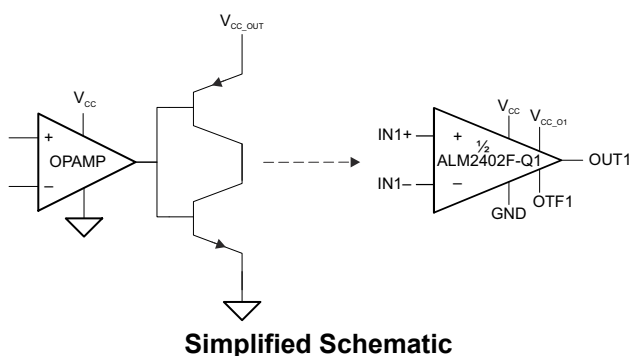 V_CC_OUT
V_CC
+
OPAMP
–
V_CC
V_CC_O1
IN1+
+
½
ALM2402F-Q1
OUT1
IN1–
–
OTF1
GND
Simplified Schematic